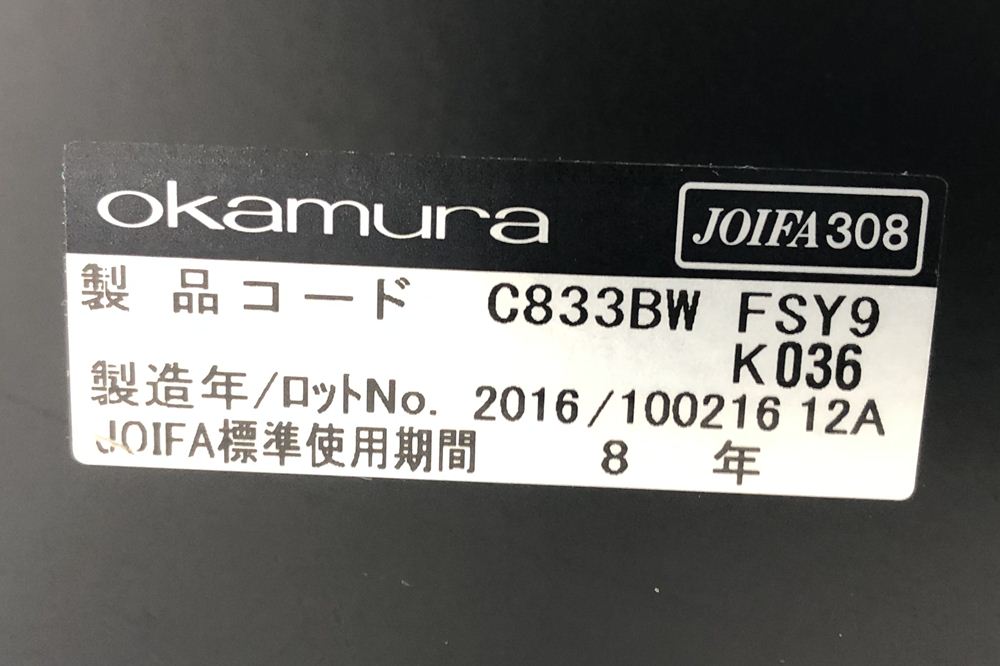 okamura
JOIFA308
製品コード C833BW FSY9
K036
製造年/ロットNo. 2016/100216 12A
JOIFA標準使用期間 8 年